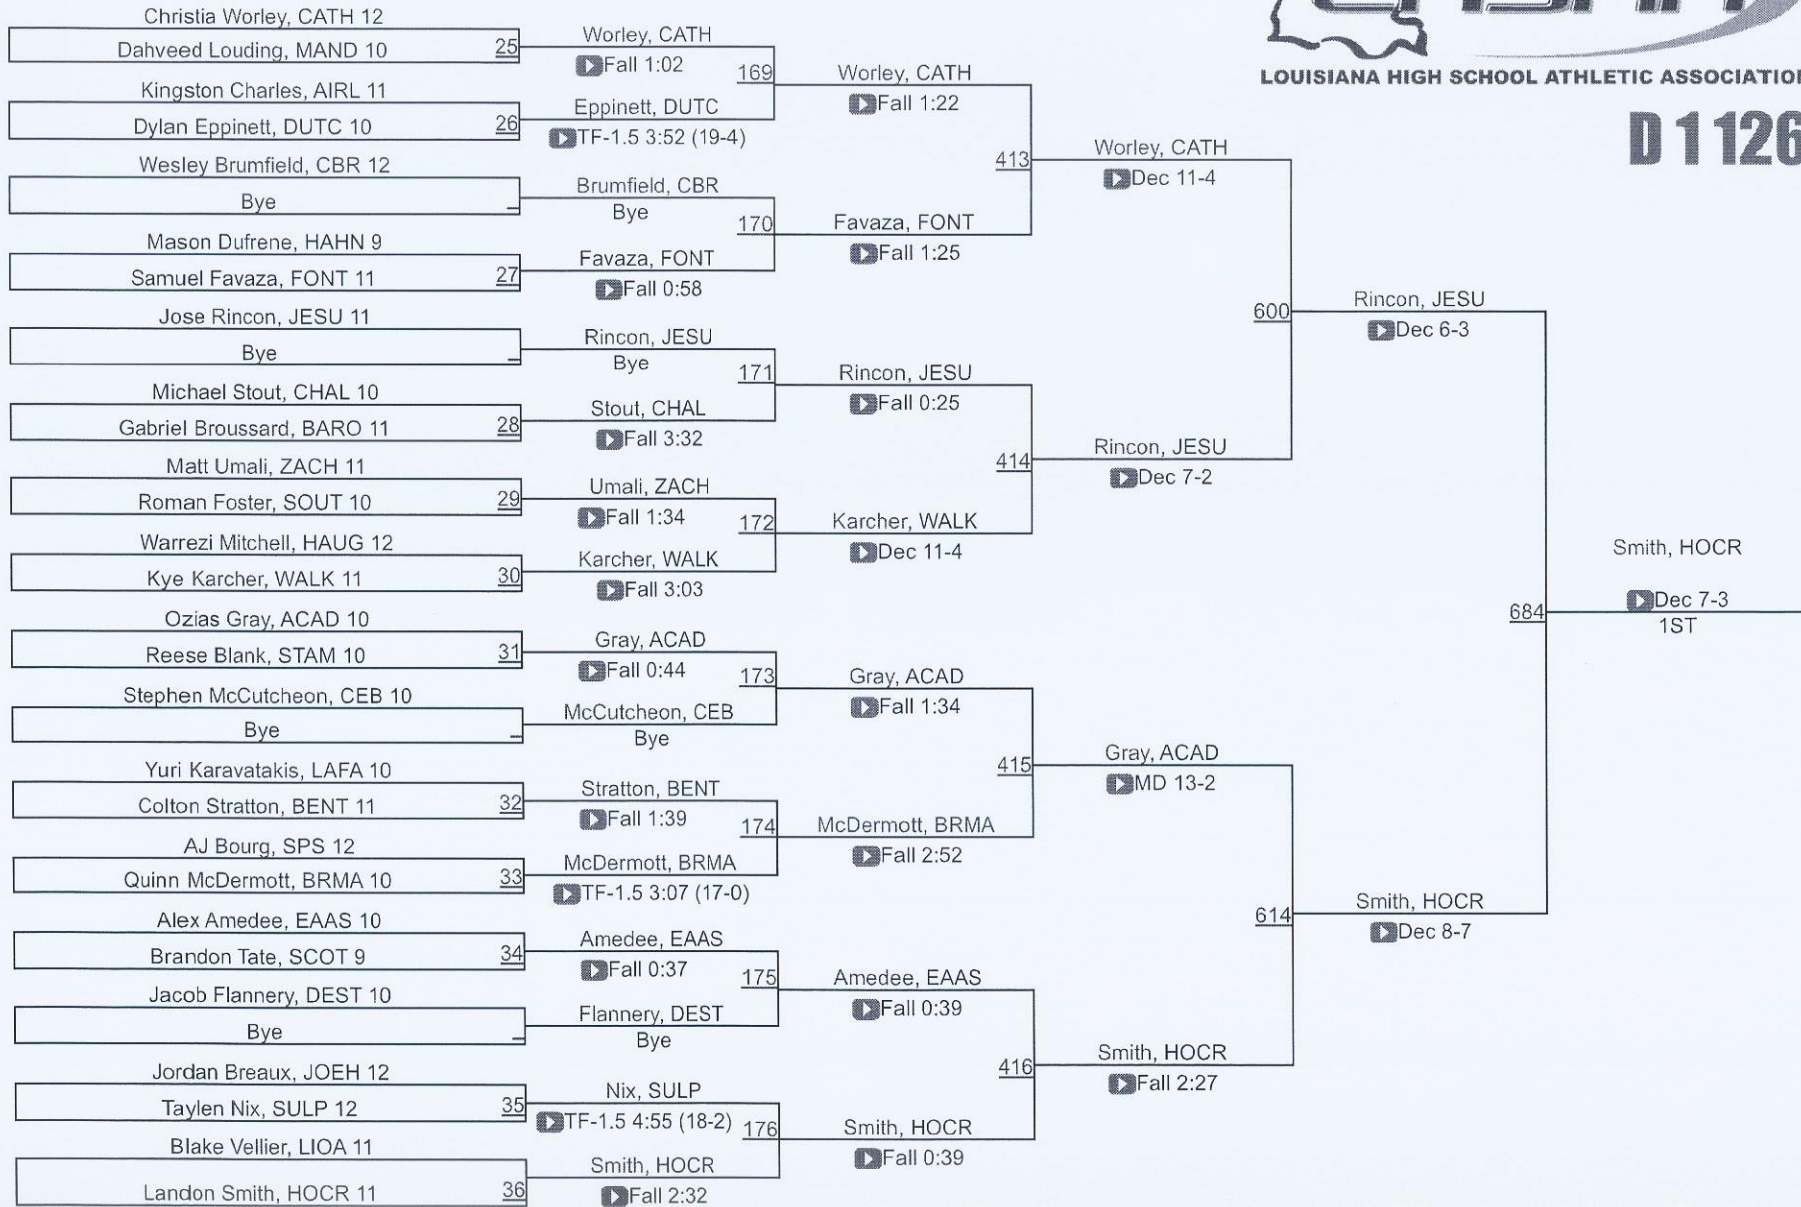 LOUISIANA HIGH SCHOOL ATHLETIC ASSOCIATION
D1 126
Christia Worley, CATH 12
Dahveed Louding, MAND 10
25
Kingston Charles, AIRL 11
Dylan Eppinett, DUTC 10
26
Wesley Brumfield, CBR 12
Bye
Mason Dufrene, HAHN 9
Samuel Favaza, FONT 11
27
Jose Rincon, JESU 11
Bye
Michael Stout, CHAL 10
Gabriel Broussard, BARO 11
28
Matt Umali, ZACH 11
Roman Foster, SOUT 10
29
Warrezi Mitchell, HAUG 12
Kye Karcher, WALK 11
30
Ozias Gray, ACAD 10
Reese Blank, STAM 10
31
Stephen McCutcheon, CEB 10
Bye
Yuri Karavatakis, LAFA 10
Colton Stratton, BENT 11
32
AJ Bourg, SPS 12
Quinn McDermott, BRMA 10
33
Alex Amedee, EAAS 10
Brandon Tate, SCOT 9
34
Jacob Flannery, DEST 10
Bye
Jordan Breaux, JOEH 12
Taylen Nix, SULP 12
35
Blake Vellier, LIOA 11
Landon Smith, HOCR 11
36
Worley, CATH
Fall 1:02
169
Eppinett, DUTC
TF-1.5 3:52 (19-4)
Brumfield, CBR
Bye
170
Favaza, FONT
Fall 0:58
Rincon, JESU
Bye
171
Stout, CHAL
Fall 3:32
Umali, ZACH
Fall 1:34
172
Karcher, WALK
Fall 3:03
Gray, ACAD
Fall 0:44
173
McCutcheon, CEB
Bye
Stratton, BENT
Fall 1:39
174
McDermott, BRMA
TF-1.5 3:07 (17-0)
Amedee, EAAS
Fall 0:37
175
Flannery, DEST
Bye
Nix, SULP
TF-1.5 4:55 (18-2)
176
Smith, HOCR
Fall 2:32
Worley, CATH
Fall 1:22
413
Favaza, FONT
Fall 1:25
Rincon, JESU
Fall 0:25
414
Karcher, WALK
Dec 11-4
Gray, ACAD
Fall 1:34
415
McDermott, BRMA
Fall 2:52
Amedee, EAAS
Fall 0:39
416
Smith, HOCR
Fall 0:39
Worley, CATH
Dec 11-4
600
Rincon, JESU
Dec 7-2
Gray, ACAD
MD 13-2
614
Smith, HOCR
Fall 2:27
Rincon, JESU
Dec 6-3
684
Smith, HOCR
Dec 8-7
Smith, HOCR
Dec 7-3
1ST